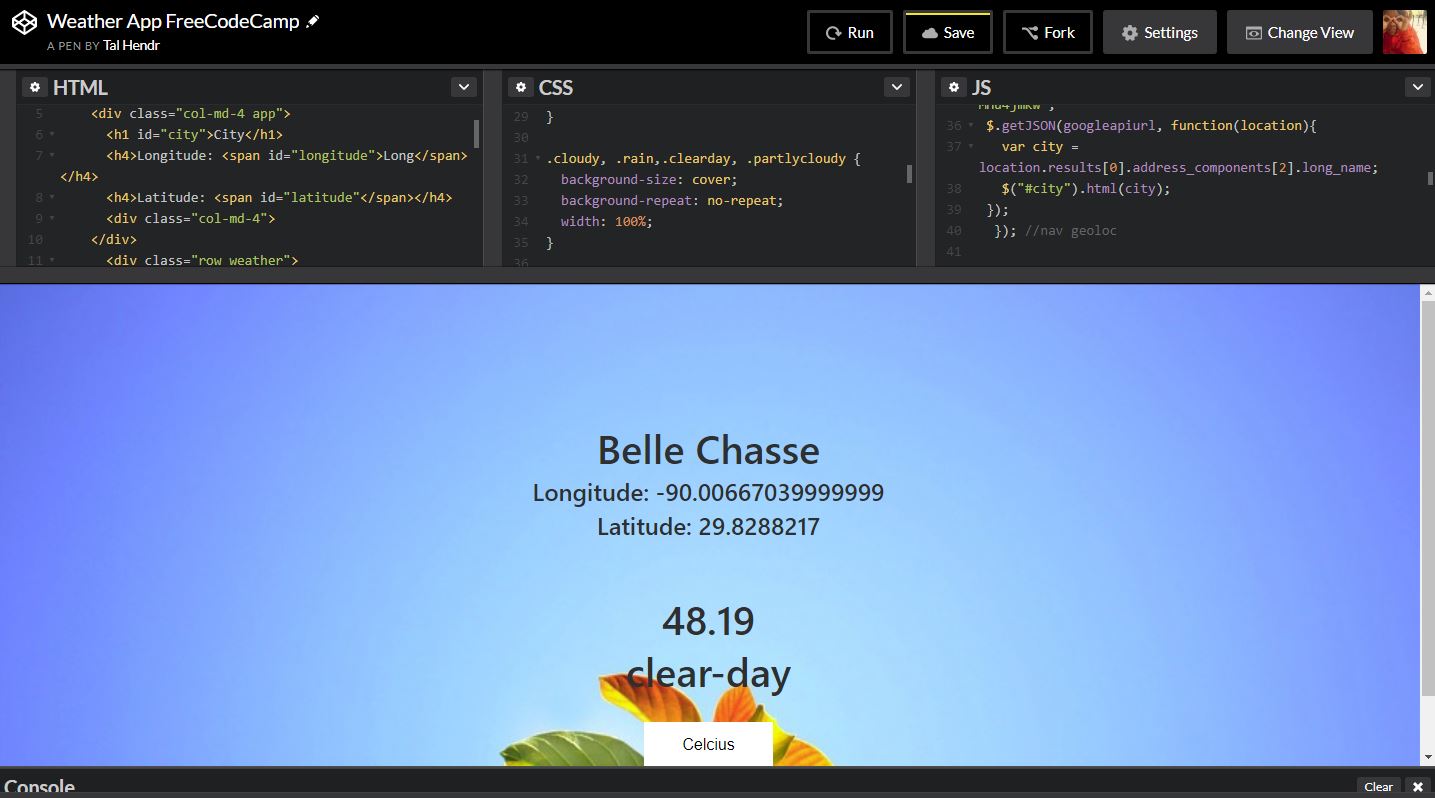 Weather App FreeCodeCamp
A PEN BY Tal Hendr
Run
Save
Fork
Settings
Change View
HTML
5 <div class="col-md-4 app">
6 <h1 id="city">City</h1>
7 <h4>Longitude: <span id="longitude">Long</span>
</h4>
8 <h4>Latitude: <span id="latitude"</span></h4>
9 <div class="col-md-4">
10 </div>
11 <div class="row weather">
CSS
29 }
30
31 .cloudy, .rain,.clearday, .partlycloudy {
32 background-size: cover;
33 background-repeat: no-repeat;
34 width: 100%;
35 }
36
JS
36 $.getJSON(googleapiurl, function(location){
37 var city =
location.results[0].address_components[2].long_name;
38 $("#city").html(city);
39 });
40 }); //nav geoloc
41
Belle Chasse
Longitude: -90.00667039999999
Latitude: 29.8288217
48.19
clear-day
Celcius
Console
Clear